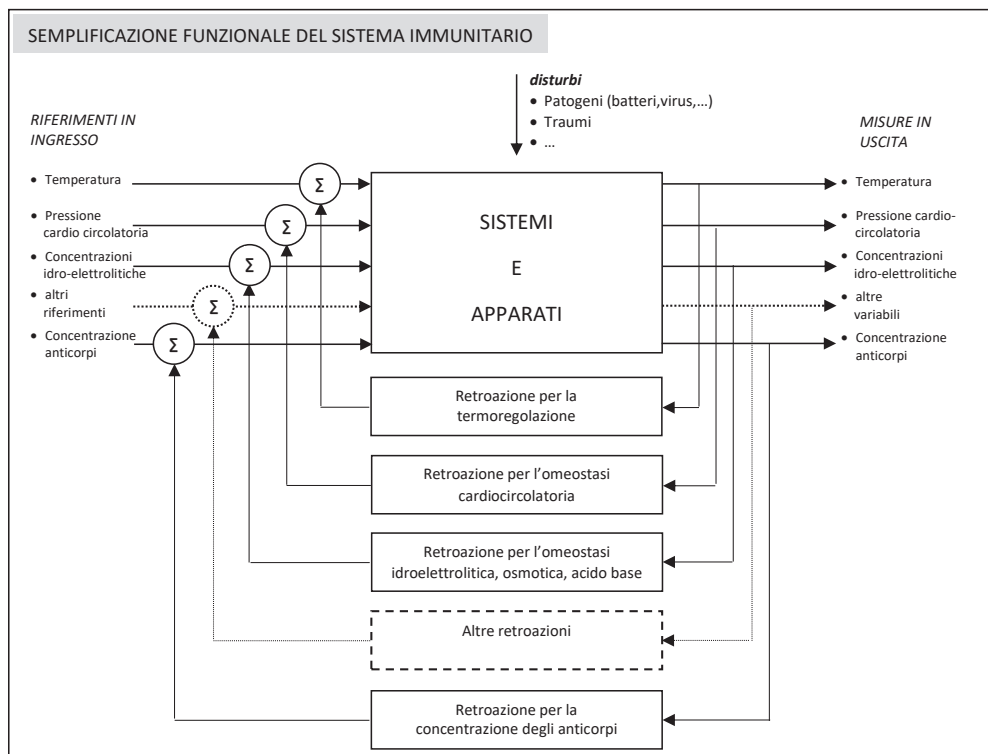 SEMPLIFICAZIONE FUNZIONALE DEL SISTEMA IMMUNITARIO
disturbi
• Patogeni (batteri,virus,...)
• Traumi
• ...
RIFERIMENTI IN
INGRESSO
• Temperatura
• Pressione
cardio circolatoria
• Concentrazioni
idro-elettrolitiche
• altri
riferimenti
• Concentrazione
anticorpi
Σ
Σ
Σ
Σ
Σ
SISTEMI
E
APPARATI
MISURE IN
USCITA
• Temperatura
• Pressione cardio-
circolatoria
• Concentrazioni
idro-elettrolitiche
• altre
variabili
• Concentrazione
anticorpi
Retroazione per la
termoregolazione
Retroazione per l'omeostasi
cardiocircolatoria
Retroazione per l'omeostasi
idroelettrolitica, osmotica, acido base
Altre retroazioni
Retroazione per la
concentrazione degli anticorpi